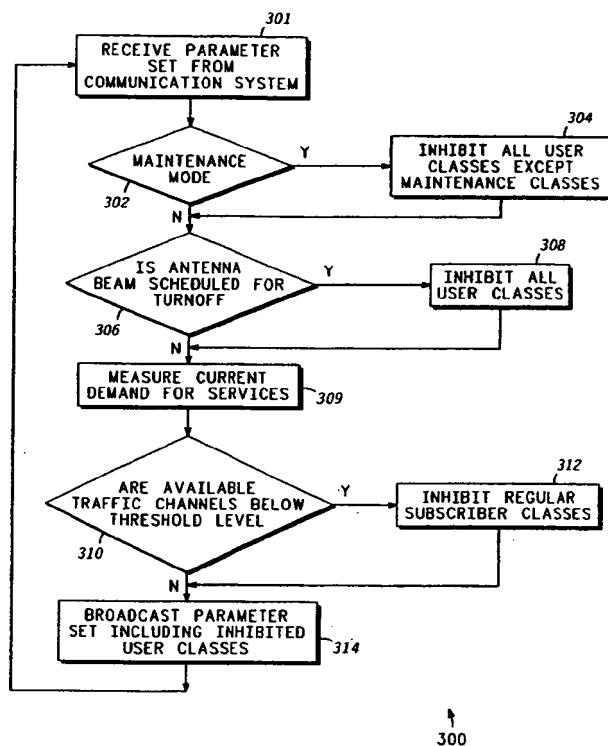 301
RECEIVE PARAMETER
SET FROM
COMMUNICATION SYSTEM
MAINTENANCE
MODE
302
Y
N
304
INHIBIT ALL USER
CLASSES EXCEPT
MAINTENANCE CLASSES
IS ANTENNA
BEAM SCHEDULED FOR
TURNOFF
306
Y
N
308
INHIBIT ALL
USER CLASSES
MEASURE CURRENT
DEMAND FOR SERVICES
309
ARE AVAILABLE
TRAFFIC CHANNELS BELOW
THRESHOLD LEVEL
310
Y
N
312
INHIBIT REGULAR
SUBSCRIBER CLASSES
BROADCAST PARAMETER
SET INCLUDING INHIBITED
USER CLASSES
314
300